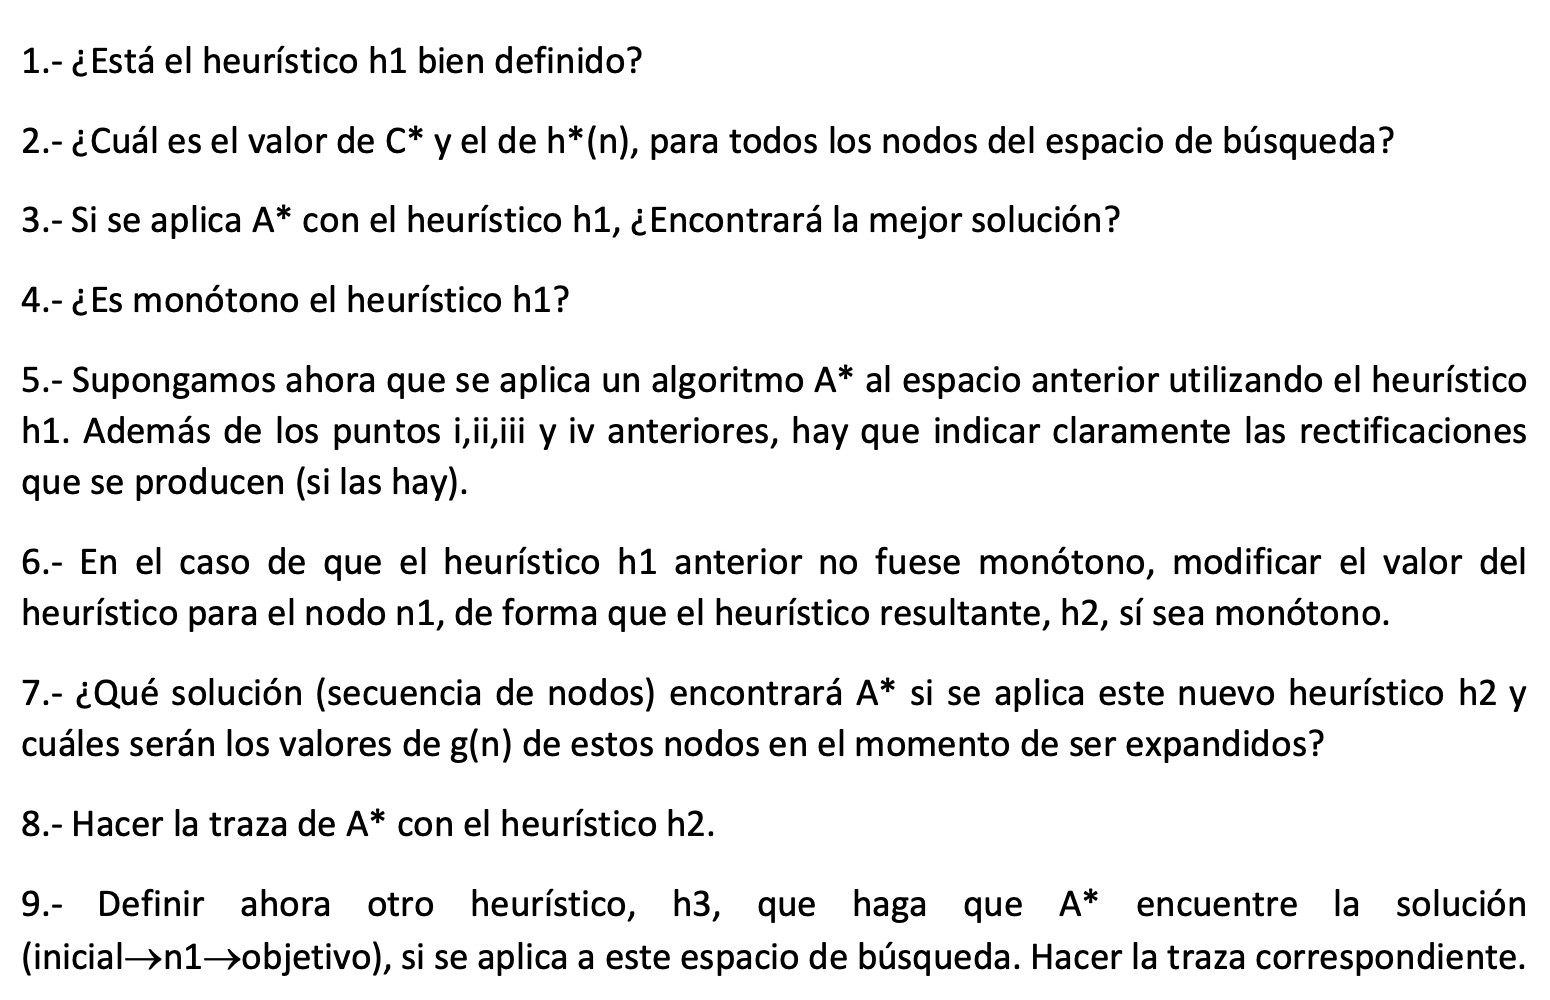 1.- ¿Está el heurístico h1 bien definido?
2.- ¿Cuál es el valor de C* y el de h*(n), para todos los nodos del espacio de búsqueda?
3.- Si se aplica A* con el heurístico h1, ¿Encontrará la mejor solución?
4.- ¿Es monótono el heurístico h1?
5.- Supongamos ahora que se aplica un algoritmo A* al espacio anterior utilizando el heurístico
h1. Además de los puntos i,ii,iii y iv anteriores, hay que indicar claramente las rectificaciones
que se producen (si las hay).
6.- En el caso de que el heurístico h1 anterior no fuese monótono, modificar el valor del
heurístico para el nodo n1, de forma que el heurístico resultante, h2, sí sea monótono.
7.- ¿Qué solución (secuencia de nodos) encontrará A* si se aplica este nuevo heurístico h2 y
cuáles serán los valores de g(n) de estos nodos en el momento de ser expandidos?
8.- Hacer la traza de A* con el heurístico h2.
9.- Definir ahora otro heurístico, h3, que haga que A* encuentre la solución
(inicial→n1→objetivo), si se aplica a este espacio de búsqueda. Hacer la traza correspondiente.